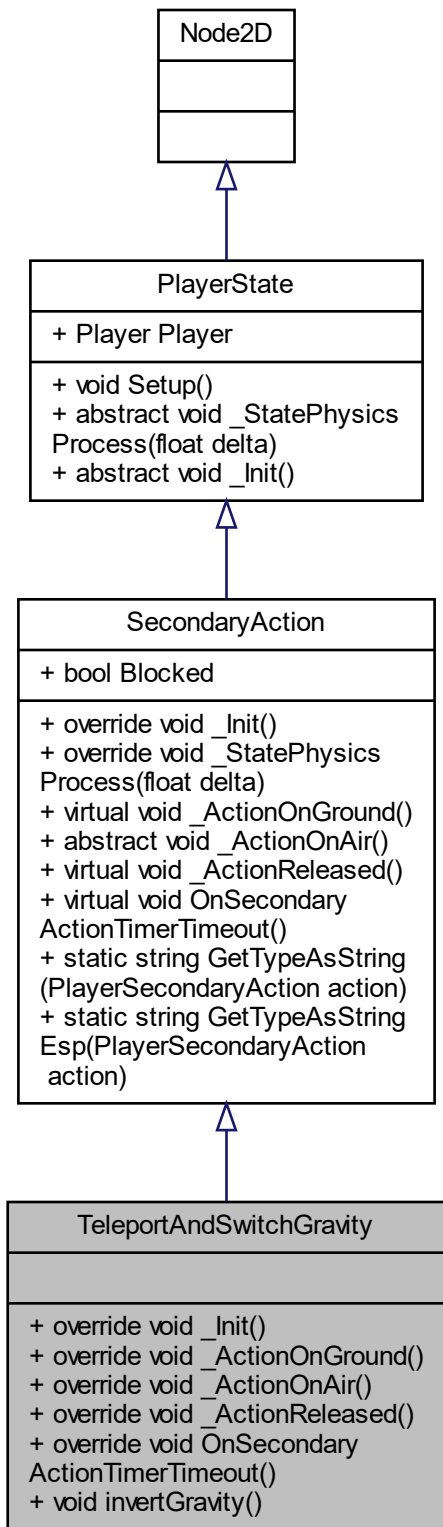 Node2D
PlayerState
+ Player Player
+ void Setup()
+ abstract void _StatePhysics
Process(float delta)
+ abstract void _Init()
SecondaryAction
+ bool Blocked
+ override void _Init()
+ override void _StatePhysics
Process(float delta)
+ virtual void _ActionOnGround()
+ abstract void _ActionOnAir()
+ virtual void _ActionReleased()
+ virtual void OnSecondary
ActionTimerTimeout()
+ static string GetTypeAsString
(PlayerSecondaryAction action)
+ static string GetTypeAsString
Esp(PlayerSecondaryAction
 action)
TeleportAndSwitchGravity
+ override void _Init()
+ override void _ActionOnGround()
+ override void _ActionOnAir()
+ override void _ActionReleased()
+ override void OnSecondary
ActionTimerTimeout()
+ void invertGravity()